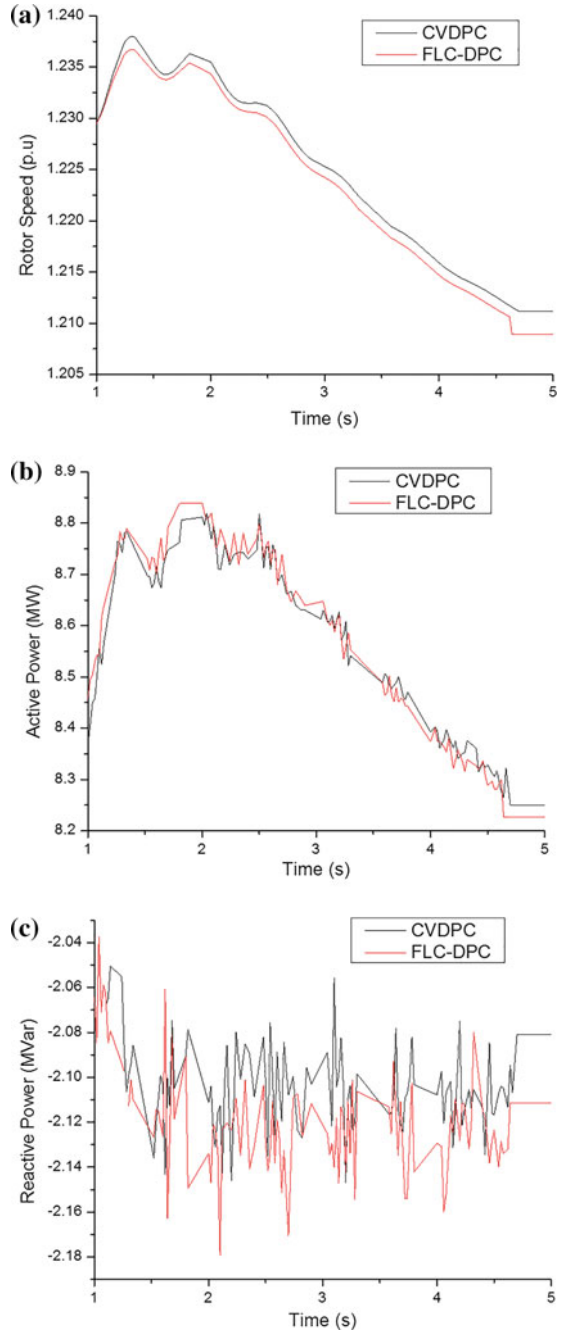 (a)
1.240
1.235
1.230
1.225
1.220
1.215
1.210
1.205
Rotor Speed (p.u)
CVDPC
FLC-DPC
1 2 3 4 5
Time (s)
(b)
8.9
8.8
8.7
8.6
8.5
8.4
8.3
8.2
Active Power (MW)
CVDPC
FLC-DPC
1 2 3 4 5
Time (s)
(c)
-2.04
-2.06
-2.08
-2.10
-2.12
-2.14
-2.16
-2.18
Reactive Power (MVar)
CVDPC
FLC-DPC
1 2 3 4 5
Time (s)